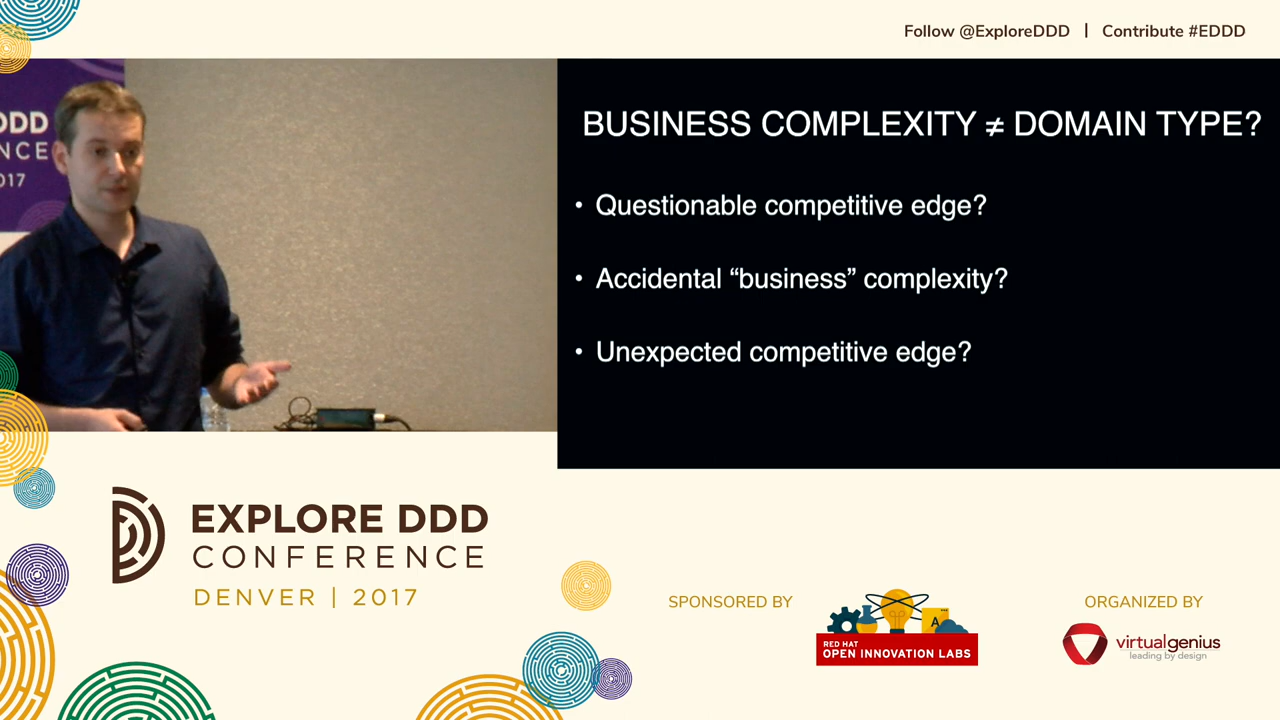 Follow @ExploreDDD | Contribute #EDDD
DDD
NCE
017
BUSINESS COMPLEXITY ≠ DOMAIN TYPE?
• Questionable competitive edge?
• Accidental “business” complexity?
• Unexpected competitive edge?
EXPLORE DDD
CONFERENCE
DENVER | 2017
SPONSORED BY
A
RED HAT
OPEN INNOVATION LABS
ORGANIZED BY
virtualgenius
leading by design